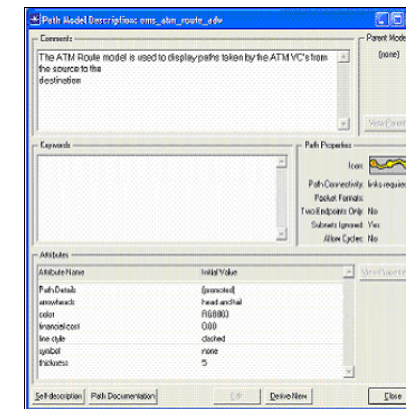 Path Model Description: ems_atm_route_adv
Comments
The ATM Route model is used to display paths taken by the ATM VC's from
the source to the
destination
Parent Mode
(none)
View Parent
Keywords
Path Properties
Icon:
Path Connectivity: links required
Packet Formats:
Two Endpoints Only: No
Subnets Ignored: Yes
Allow Cycles: No
Attributes
Attribute Name Initial Value
Path Details (promoted)
arrowheads head and tail
color
financial cost 0.00
line style dashed
symbol none
thickness 5
Self-description
Path Documentation
Edit
Derive New
Close